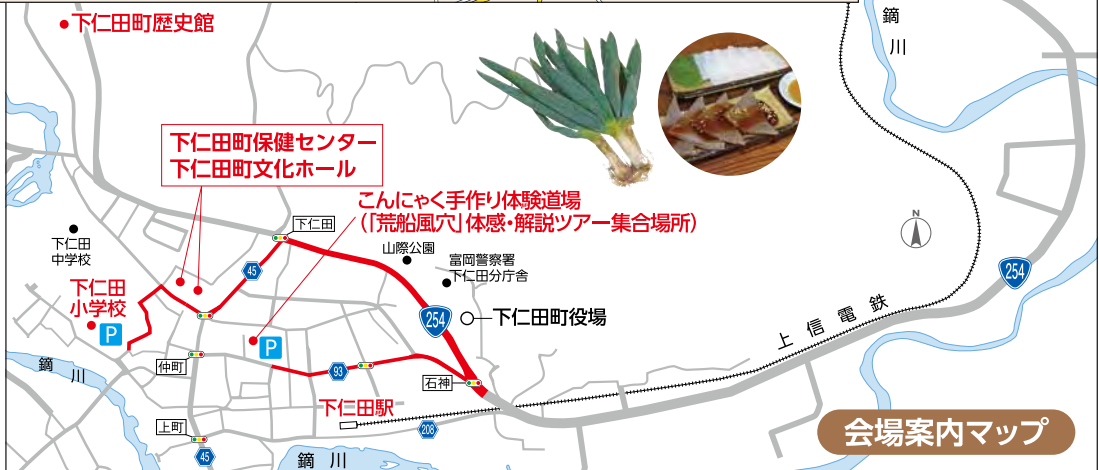 下仁田町歴史館
鏑川
下仁田町保健センター
下仁田町文化ホール
こんにゃく手作り体験道場
（「荒船風穴」体感・解説ツアー集合場所）
下仁田
山際公園
富岡警察署
下仁田分庁舎
下仁田
中学校
N
45
254
下仁田
小学校
P
254
下仁田町役場
上信電鉄
P
鏑川
仲町
93
石神
下仁田駅
上町
208
45
鏑川
会場案内マップ